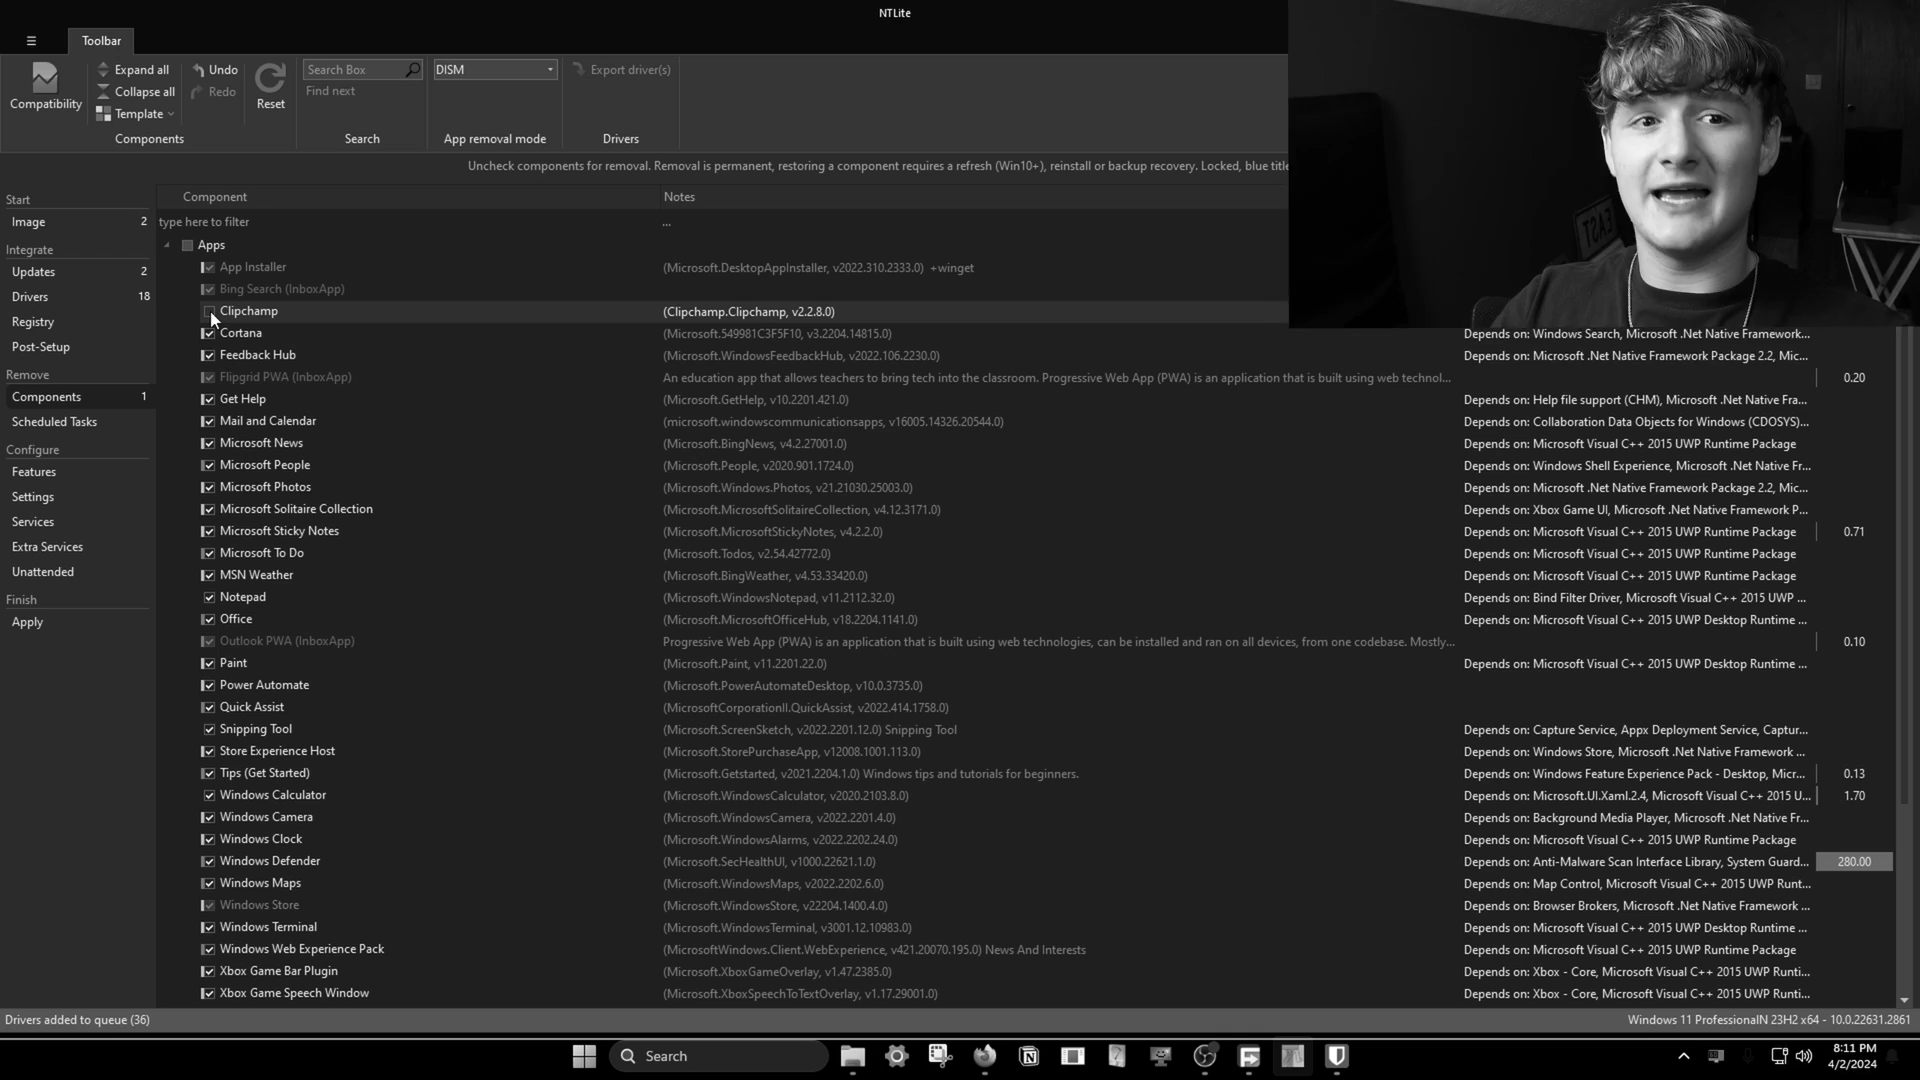 NTLite
Toolbar
Compatibility
Expand all
Collapse all
Template
Components
Undo
Redo
Reset
Search Box
Find next
Search
DISM
App removal mode
Export driver(s)
Drivers
Uncheck components for removal. Removal is permanent, restoring a component requires a refresh (Win10+), reinstall or backup recovery. Locked, blue title
Start
Image 2
Integrate
Updates 2
Drivers 18
Registry
Post-Setup
Remove
Components 1
Scheduled Tasks
Configure
Features
Settings
Services
Extra Services
Unattended
Finish
Apply
Component Notes
type here to filter ...
Apps
App Installer (Microsoft.DesktopAppInstaller, v2022.310.2333.0) +winget
Bing Search (InboxApp)
Clipchamp (Clipchamp.Clipchamp, v2.2.8.0)
Cortana (Microsoft.549981C3F5F10, v3.2204.14815.0) Depends on: Windows Search, Microsoft .Net Native Framework...
Feedback Hub (Microsoft.WindowsFeedbackHub, v2022.106.2230.0) Depends on: Microsoft .Net Native Framework Package 2.2, Mic...
Flipgrid PWA (InboxApp) An education app that allows teachers to bring tech into the classroom. Progressive Web App (PWA) is an application that is built using web technol... 0.20
Get Help (Microsoft.GetHelp, v10.2201.421.0) Depends on: Help file support (CHM), Microsoft .Net Native Fra...
Mail and Calendar (microsoft.windowscommunicationsapps, v16005.14326.20544.0) Depends on: Collaboration Data Objects for Windows (CDOSYS)...
Microsoft News (Microsoft.BingNews, v4.2.27001.0) Depends on: Microsoft Visual C++ 2015 UWP Runtime Package
Microsoft People (Microsoft.People, v2020.901.1724.0) Depends on: Windows Shell Experience, Microsoft .Net Native Fr...
Microsoft Photos (Microsoft.Windows.Photos, v21.21030.25003.0) Depends on: Microsoft .Net Native Framework Package 2.2, Mic...
Microsoft Solitaire Collection (Microsoft.MicrosoftSolitaireCollection, v4.12.3171.0) Depends on: Xbox Game UI, Microsoft .Net Native Framework P...
Microsoft Sticky Notes (Microsoft.MicrosoftStickyNotes, v4.2.2.0) Depends on: Microsoft Visual C++ 2015 UWP Runtime Package 0.71
Microsoft To Do (Microsoft.Todos, v2.54.42772.0) Depends on: Microsoft Visual C++ 2015 UWP Runtime Package
MSN Weather (Microsoft.BingWeather, v4.53.33420.0) Depends on: Microsoft Visual C++ 2015 UWP Runtime Package
Notepad (Microsoft.WindowsNotepad, v11.2112.32.0) Depends on: Bind Filter Driver, Microsoft Visual C++ 2015 UWP ...
Office (Microsoft.MicrosoftOfficeHub, v18.2204.1141.0) Depends on: Microsoft Visual C++ 2015 UWP Desktop Runtime ...
Outlook PWA (InboxApp) Progressive Web App (PWA) is an application that is built using web technologies, can be installed and ran on all devices, from one codebase. Mostly... 0.10
Paint (Microsoft.Paint, v11.2201.22.0) Depends on: Microsoft Visual C++ 2015 UWP Desktop Runtime ...
Power Automate (Microsoft.PowerAutomateDesktop, v10.0.3735.0)
Quick Assist (MicrosoftCorporationII.QuickAssist, v2022.414.1758.0)
Snipping Tool (Microsoft.ScreenSketch, v2022.2201.12.0) Snipping Tool Depends on: Capture Service, Appx Deployment Service, Captur...
Store Experience Host (Microsoft.StorePurchaseApp, v12008.1001.113.0) Depends on: Windows Store, Microsoft .Net Native Framework ...
Tips (Get Started) (Microsoft.Getstarted, v2021.2204.1.0) Windows tips and tutorials for beginners. Depends on: Windows Feature Experience Pack - Desktop, Micr... 0.13
Windows Calculator (Microsoft.WindowsCalculator, v2020.2103.8.0) Depends on: Microsoft.UI.Xaml.2.4, Microsoft Visual C++ 2015 U... 1.70
Windows Camera (Microsoft.WindowsCamera, v2022.2201.4.0) Depends on: Background Media Player, Microsoft .Net Native Fr...
Windows Clock (Microsoft.WindowsAlarms, v2022.2202.24.0) Depends on: Microsoft Visual C++ 2015 UWP Runtime Package
Windows Defender (Microsoft.SecHealthUI, v1000.22621.1.0) Depends on: Anti-Malware Scan Interface Library, System Guard... 280.00
Windows Maps (Microsoft.WindowsMaps, v2022.2202.6.0) Depends on: Map Control, Microsoft Visual C++ 2015 UWP Runt...
Windows Store (Microsoft.WindowsStore, v22204.1400.4.0) Depends on: Browser Brokers, Microsoft .Net Native Framework ...
Windows Terminal (Microsoft.WindowsTerminal, v3001.12.10983.0) Depends on: Microsoft Visual C++ 2015 UWP Desktop Runtime ...
Windows Web Experience Pack (MicrosoftWindows.Client.WebExperience, v421.20070.195.0) News And Interests Depends on: Microsoft Visual C++ 2015 UWP Runtime Package
Xbox Game Bar Plugin (Microsoft.XboxGameOverlay, v1.47.2385.0) Depends on: Xbox - Core, Microsoft Visual C++ 2015 UWP Runti...
Xbox Game Speech Window (Microsoft.XboxSpeechToTextOverlay, v1.17.29001.0) Depends on: Xbox - Core, Microsoft Visual C++ 2015 UWP Runti...
Drivers added to queue (36) Windows 11 ProfessionalN 23H2 x64 - 10.0.22631.2861
Search
8:11 PM
4/2/2024
EAST